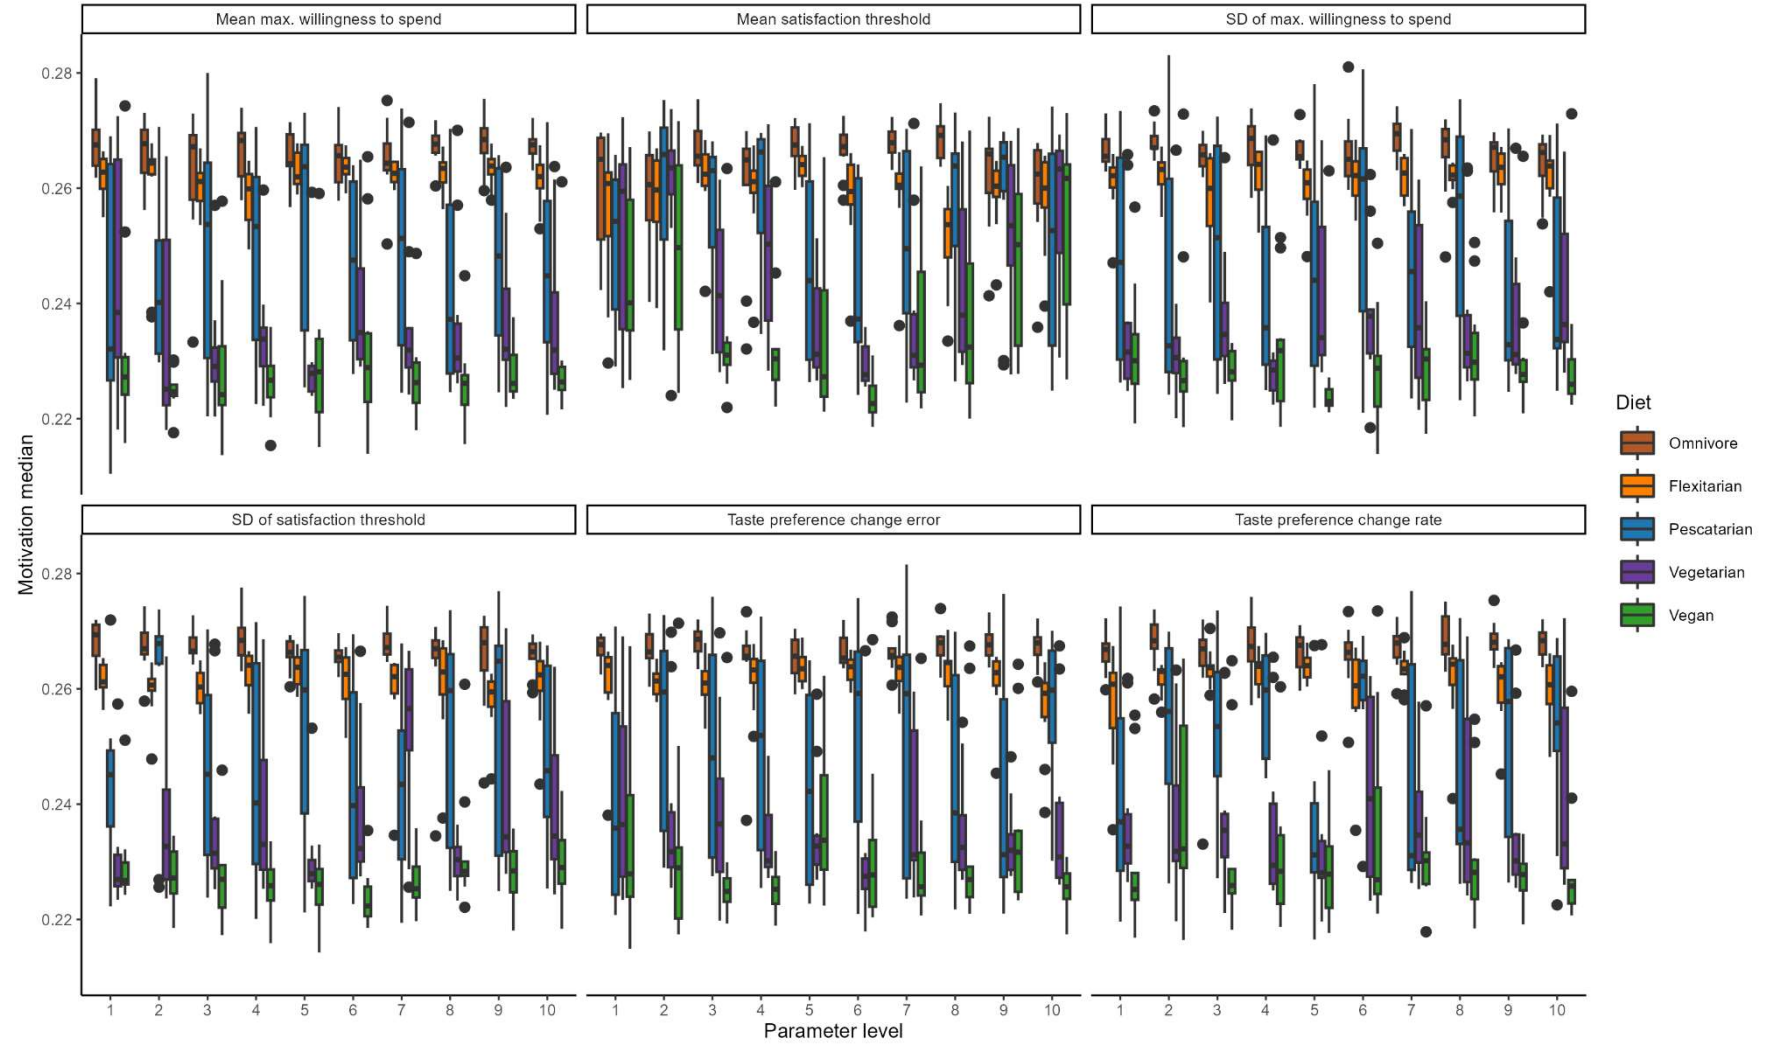 Mean max. willingness to spend
Mean satisfaction threshold
SD of max. willingness to spend
0.28
0.26
0.24
0.22
SD of satisfaction threshold
Taste preference change error
Taste preference change rate
0.28
0.26
0.24
0.22
1 2 3 4 5 6 7 8 9 10
1 2 3 4 5 6 7 8 9 10
1 2 3 4 5 6 7 8 9 10
Parameter level
Motivation median
Diet
Omnivore
Flexitarian
Pescatarian
Vegetarian
Vegan